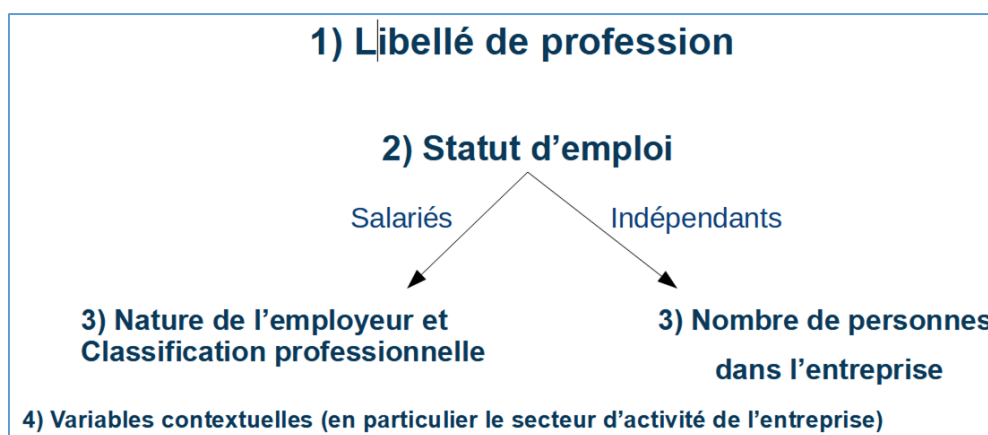 1) Libellé de profession
2) Statut d’emploi
Salariés
Indépendants
3) Nature de l’employeur et
Classification professionnelle
3) Nombre de personnes
dans l’entreprise
4) Variables contextuelles (en particulier le secteur d’activité de l’entreprise)